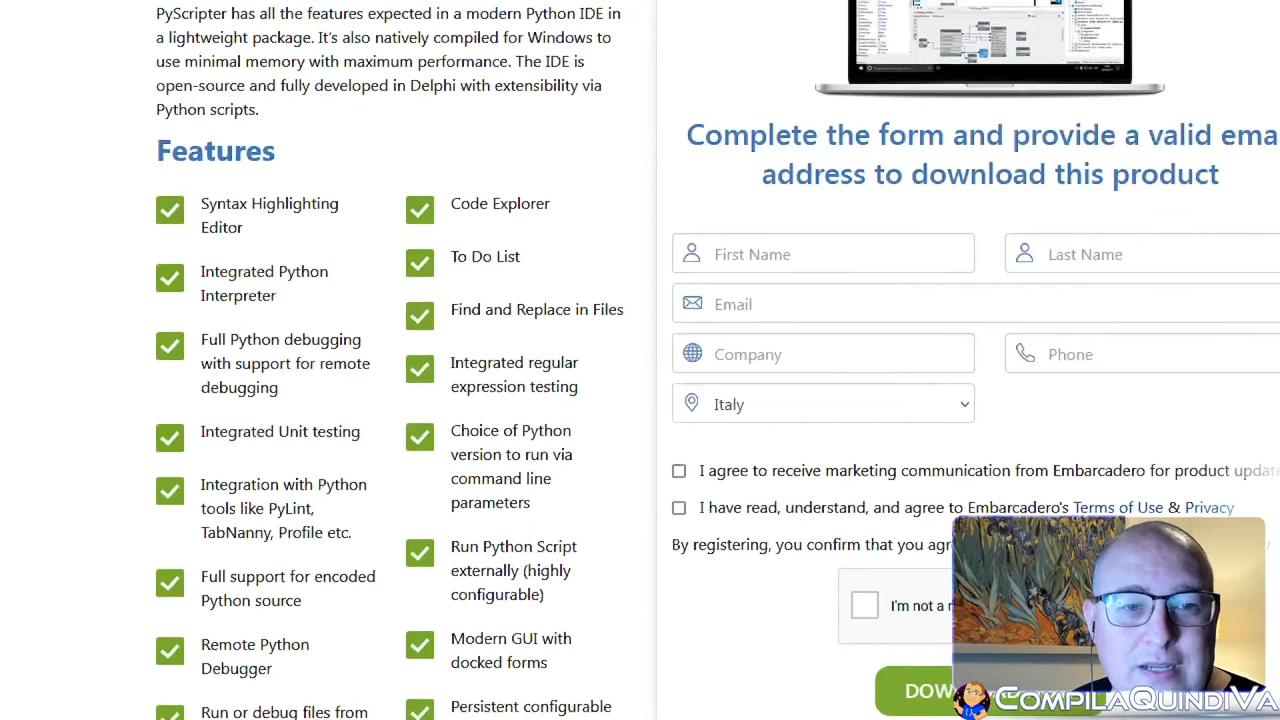 PyScripter has all the features expected in a modern Python IDE in
lightweight package. It's also
for Windows
minimal
with
performance. The IDE is
open-source and fully developed in Delphi with extensibility via
Python scripts.
Features
Syntax Highlighting
Editor
Integrated Python
Interpreter
Full Python debugging
with support for remote
debugging
Integrated Unit testing
Integration with Python
tools like PyLint,
TabNanny, Profile etc.
Full support for encoded
Python source
Remote Python
Debugger
Run or debug files from
Code Explorer
To Do List
Find and Replace in Files
Integrated regular
expression testing
Choice of Python
version to run via
command line
parameters
Run Python Script
externally (highly
configurable)
Modern GUI with
docked forms
Persistent configurable
Complete the form and provide a valid ema
address to download this product
First Name
Last Name
Email
Company
Phone
Italy
I agree to receive marketing communication from Embarcadero for product update
I have read, understand, and agree to Embarcadero's Terms of Use & Privacy
By registering, you confirm that you agr
I'm not a r
DOW
COMPILAQUINDIVA